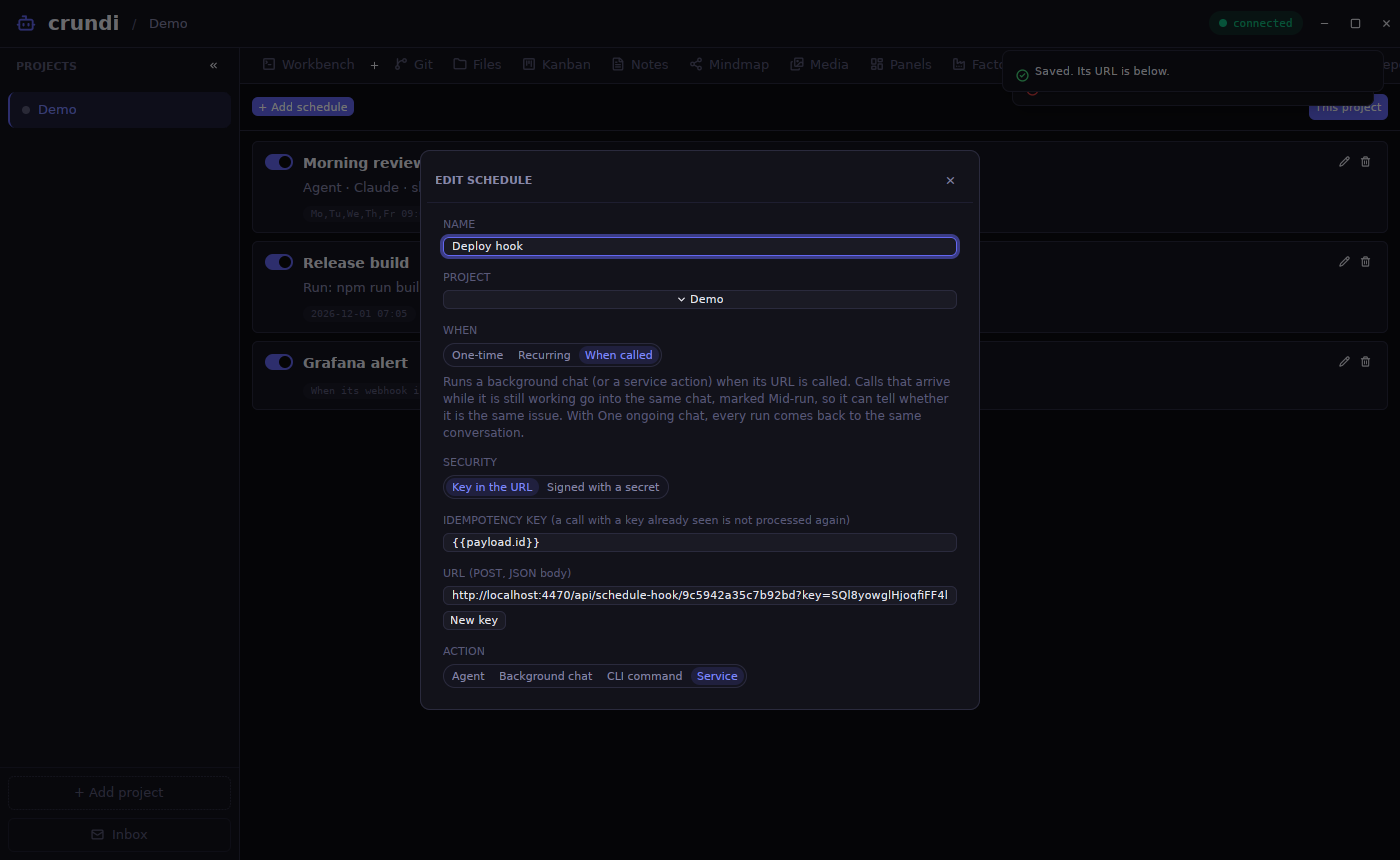 crundi / Demo
connected
PROJECTS
«
Demo
+ Add project
Inbox
Workbench + Git Files Kanban Notes Mindmap Media Panels
Saved. Its URL is below.
+ Add schedule
This project
Morning review
Agent · Claude ·
Mo,Tu,We,Th,Fr 09:
Release build
Run: npm run buil
2026-12-01 07:05
Grafana alert
When its webhook i
EDIT SCHEDULE
NAME
Deploy hook
PROJECT
Demo
WHEN
One-time Recurring When called
Runs a background chat (or a service action) when its URL is called. Calls that arrive
while it is still working go into the same chat, marked Mid-run, so it can tell whether
it is the same issue. With One ongoing chat, every run comes back to the same
conversation.
SECURITY
Key in the URL Signed with a secret
IDEMPOTENCY KEY (a call with a key already seen is not processed again)
{{payload.id}}
URL (POST, JSON body)
http://localhost:4470/api/schedule-hook/9c5942a35c7b92bd?key=SQl8yowglHjoqfiFF4l
New key
ACTION
Agent Background chat CLI command Service